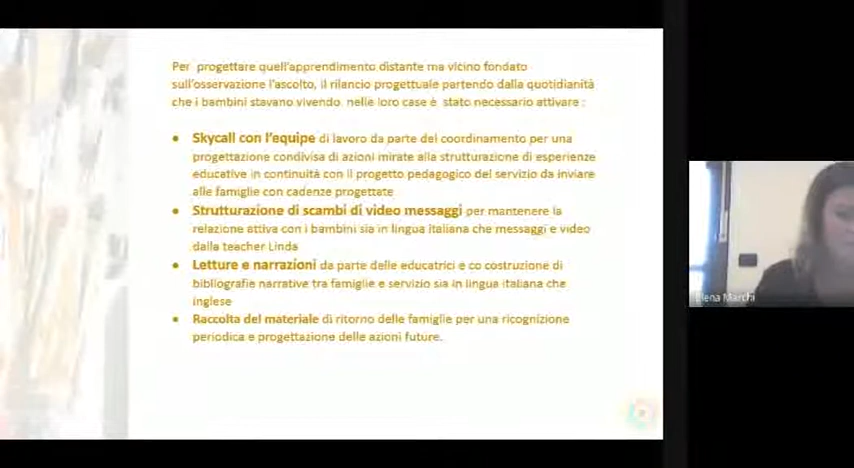 Per progettare quell'apprendimento distante ma vicino fondato
sull'osservazione l'ascolto, il rilancio progettuale partendo dalla quotidianità
che i bambini stavano vivendo nelle loro case è stato necessario attivare :
• Skycall con l'equipe di lavoro da parte del coordinamento per una
progettazione condivisa di azioni mirate alla strutturazione di esperienze
educative in continuità con il progetto pedagogico del servizio da inviare
alle famiglie con cadenze progettate
• Strutturazione di scambi di video messaggi per mantenere la
relazione attiva con i bambini sia in lingua italiana che messaggi e video
dalla teacher Linda
• Letture e narrazioni da parte delle educatrici e co costruzione di
bibliografie narrative tra famiglie e servizio sia in lingua italiana che
inglese
• Raccolta del materiale di ritorno delle famiglie per una ricognizione
periodica e progettazione delle azioni future.
Elena Marchi